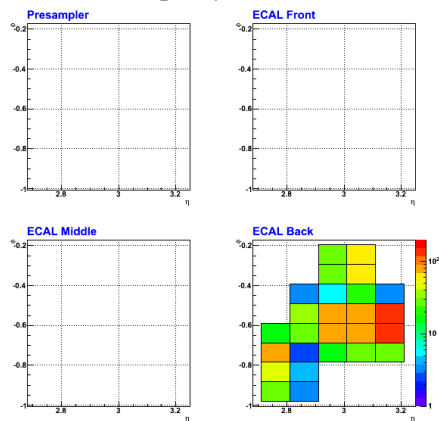 Presampler
ECAL Front
φ
-0.2
-0.4
-0.6
-0.8
-1
2.8
3
3.2
η
φ
-0.2
-0.4
-0.6
-0.8
-1
2.8
3
3.2
η
ECAL Middle
ECAL Back
φ
-0.2
-0.4
-0.6
-0.8
-1
2.8
3
3.2
η
φ
-0.2
-0.4
-0.6
-0.8
-1
2.8
3
3.2
η
10²
10
1